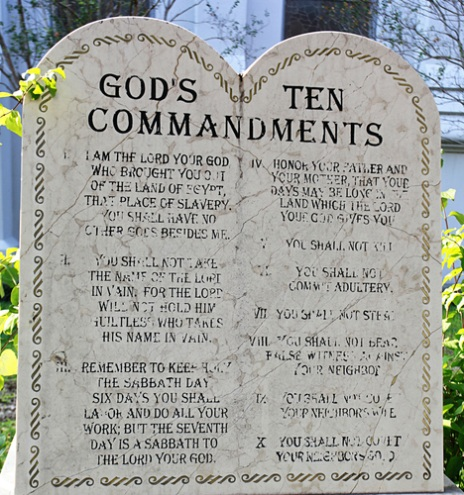 GOD'S TEN
COMMANDMENTS
I. I AM THE LORD YOUR GOD
WHO BROUGHT YOU OUT
OF THE LAND OF EGYPT,
THAT PLACE OF SLAVERY.
YOU SHALL HAVE NO
OTHER GODS BESIDES ME.
II. YOU SHALL NOT TAKE
THE NAME OF THE LORD
IN VAIN. FOR THE LORD
WILL NOT HOLD HIM
GUILTLESS WHO TAKES
HIS NAME IN VAIN.
III. REMEMBER TO KEEP HOLY
THE SABBATH DAY
SIX DAYS YOU SHALL
LABOR AND DO ALL YOUR
WORK; BUT THE SEVENTH
DAY IS A SABBATH TO
THE LORD YOUR GOD.
IV. HONOR YOUR FATHER AND
YOUR MOTHER, THAT YOUR
DAYS MAY BE LONG IN THE
LAND WHICH THE LORD
YOUR GOD GIVES YOU
V. YOU SHALL NOT KILL
VI. YOU SHALL NOT
COMMIT ADULTERY.
VII YOU SHALL NOT STEAL
VIII. YOU SHALL NOT BEAR
FALSE WITNESS AGAINST
YOUR NEIGHBOR
IX. YOU SHALL NOT COVET
YOUR NEIGHBORS WIFE
X. YOU SHALL NOT COVET
YOUR NEIGHBORS GOODS